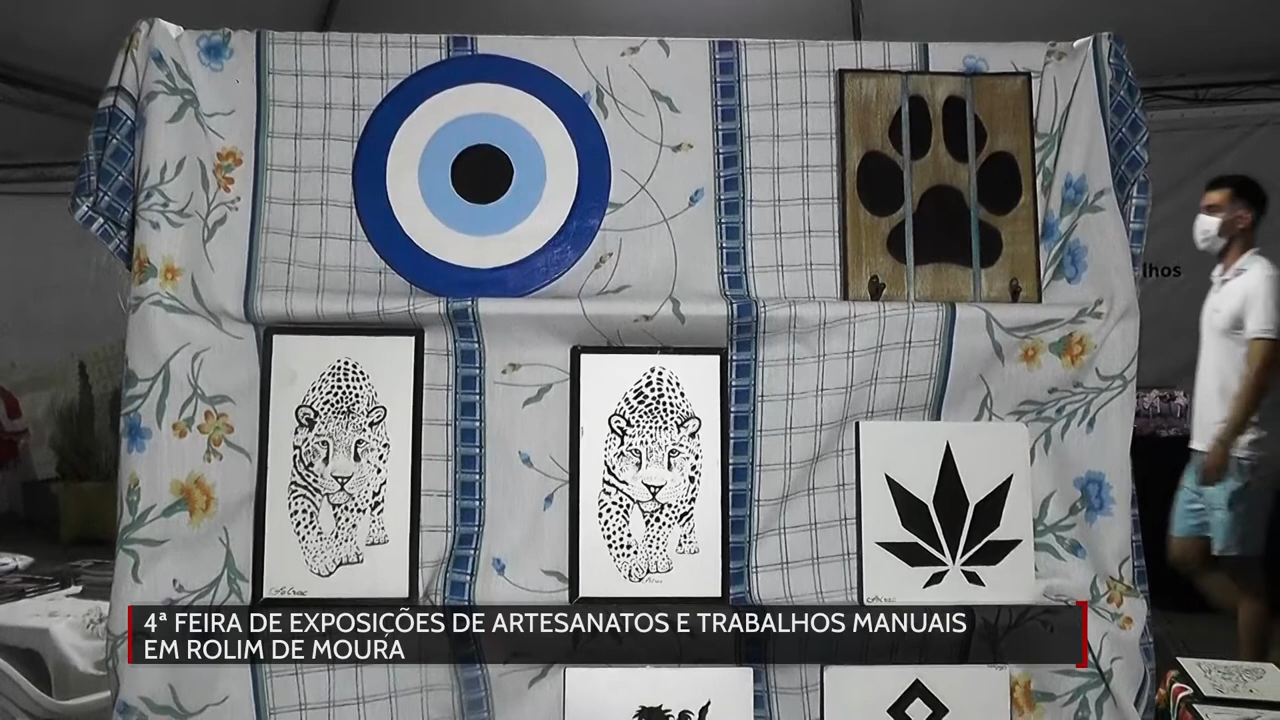 lhos
4ª FEIRA DE EXPOSIÇÕES DE ARTESANATOS E TRABALHOS MANUAIS
EM ROLIM DE MOURA